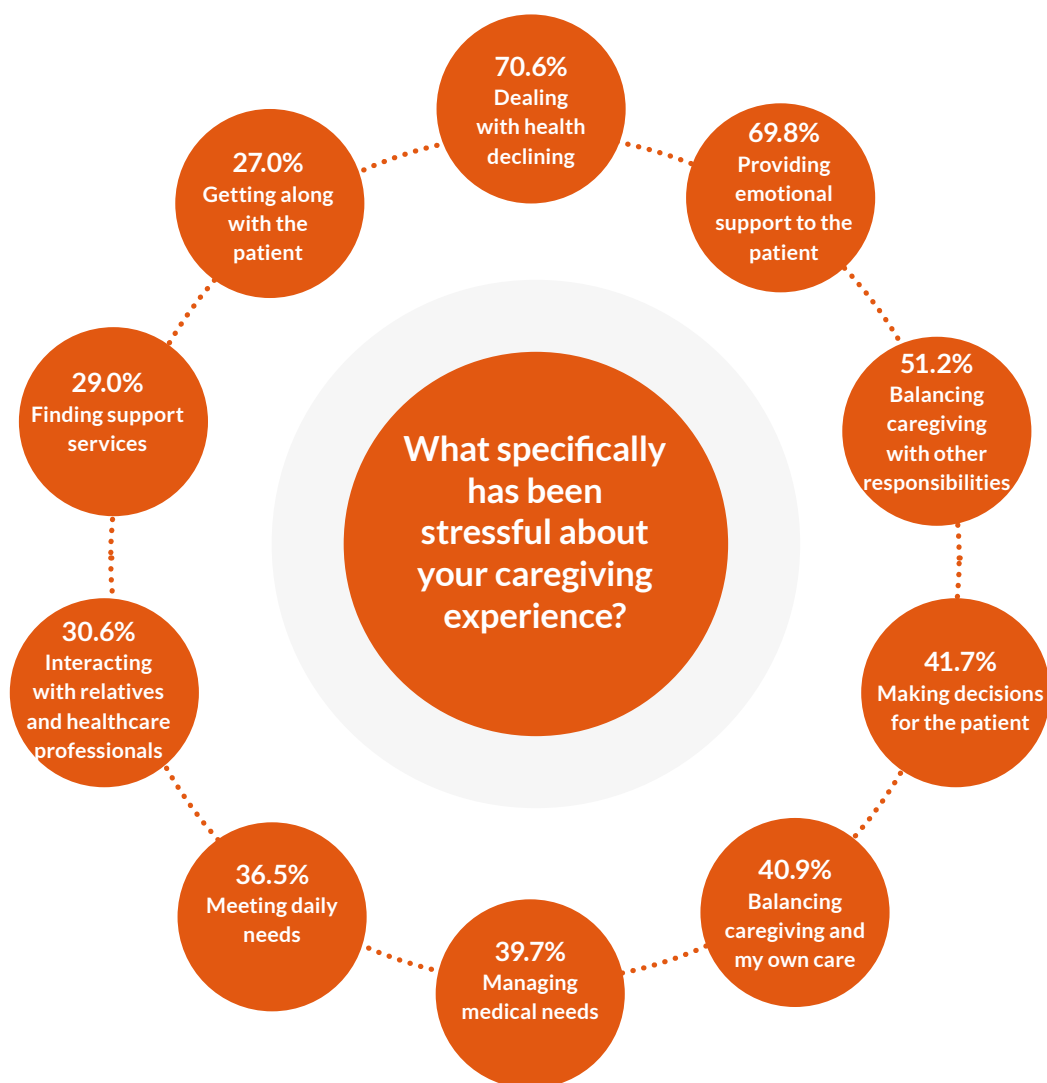 70.6%
Dealing
with health
declining
69.8%
Providing
emotional
support to the
patient
51.2%
Balancing
caregiving
with other
responsibilities
41.7%
Making decisions
for the patient
40.9%
Balancing
caregiving and
my own care
39.7%
Managing
medical needs
36.5%
Meeting daily
needs
30.6%
Interacting
with relatives
and healthcare
professionals
29.0%
Finding support
services
27.0%
Getting along
with the
patient
What specifically
has been
stressful about
your caregiving
experience?